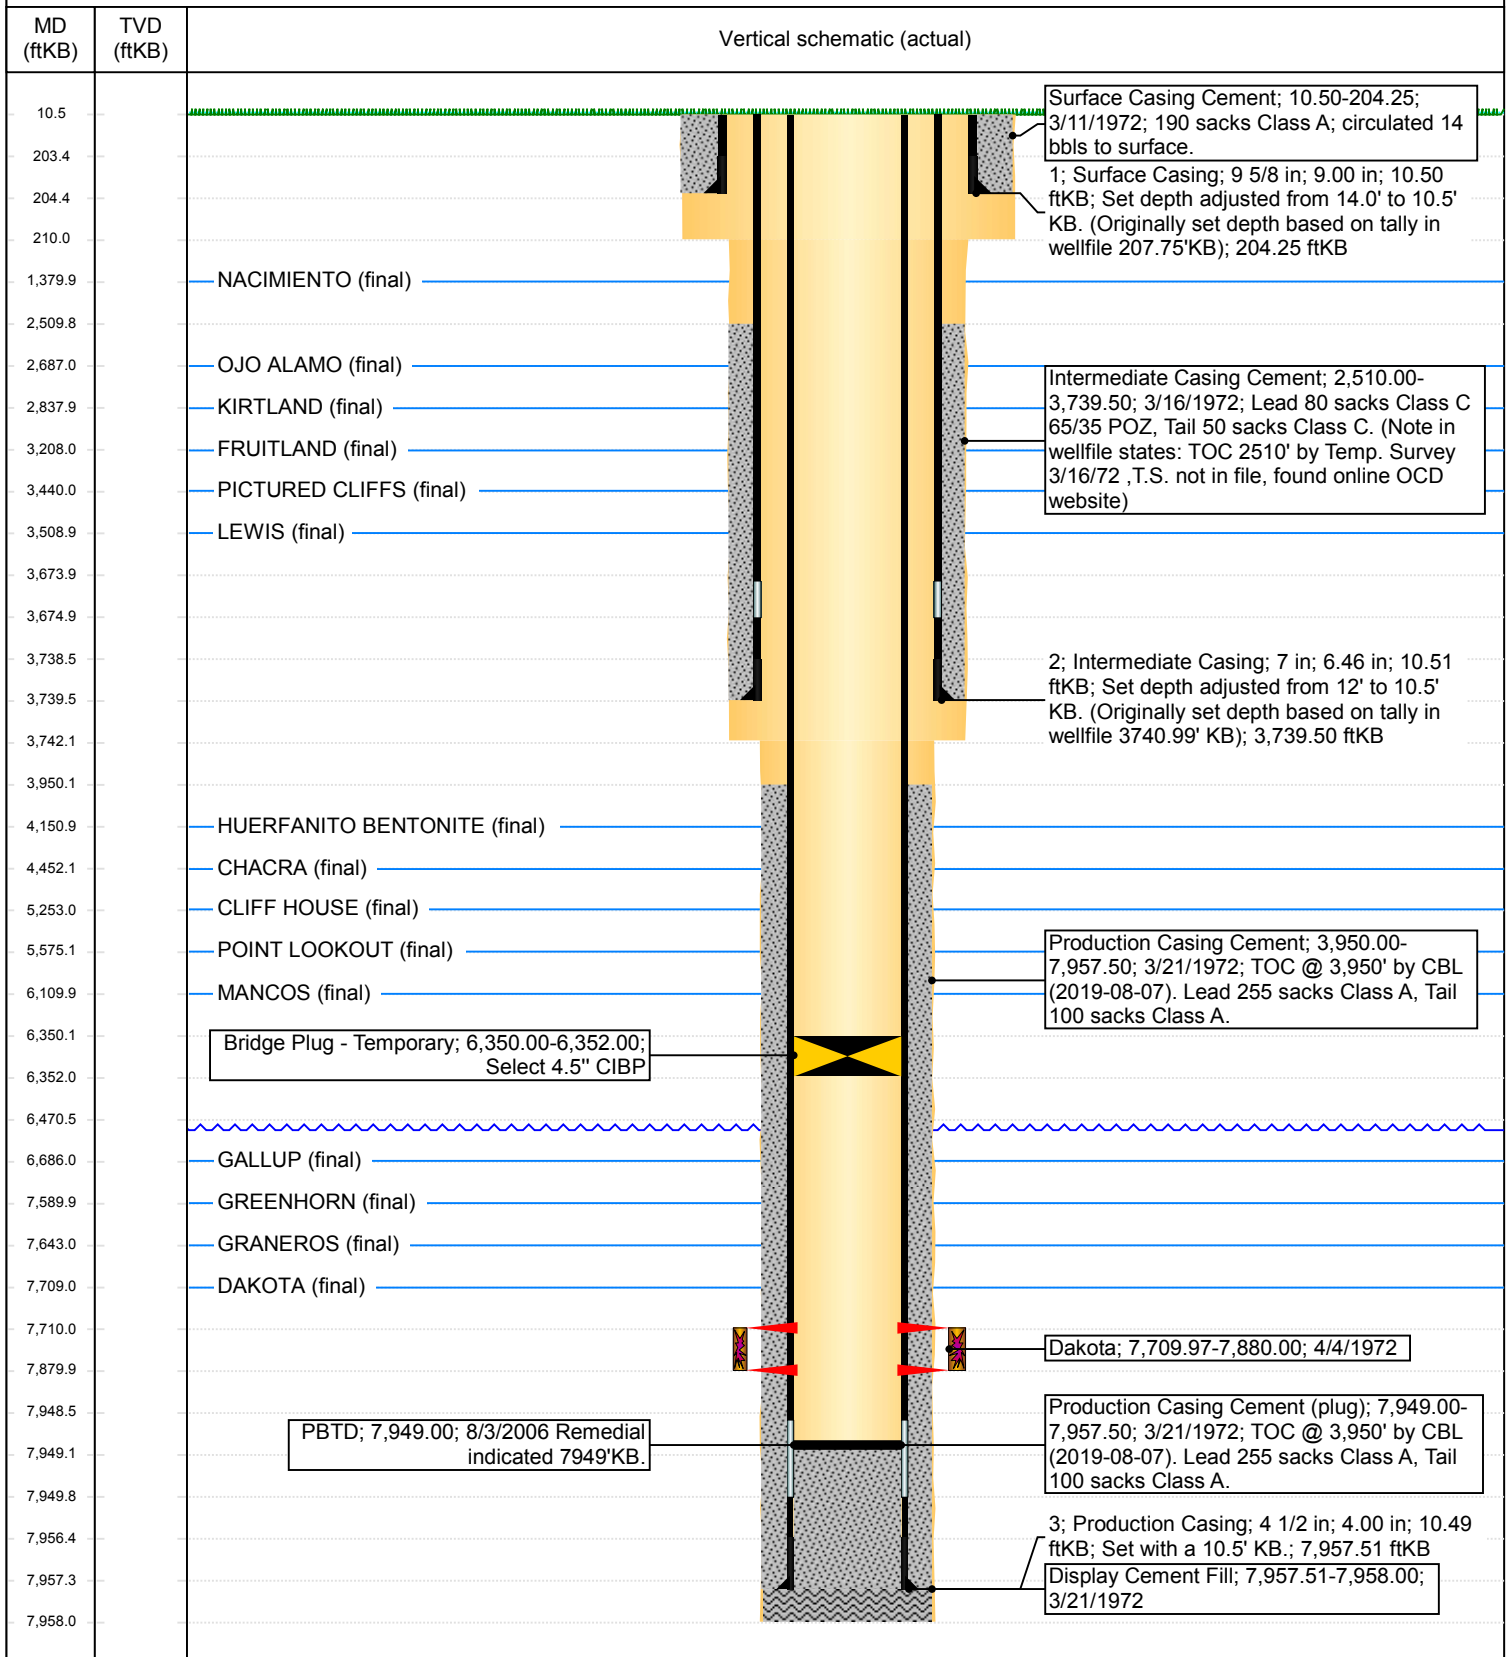 MD
(ftKB)
TVD
(ftKB)
Vertical schematic (actual)
10.5
203.4
204.4
210.0
1,379.9
2,509.8
2,687.0
2,837.9
3,208.0
3,440.0
3,508.9
3,673.9
3,674.9
3,738.5
3,739.5
3,742.1
3,950.1
4,150.9
4,452.1
5,253.0
5,575.1
6,109.9
6,350.1
6,352.0
6,470.5
6,686.0
7,589.9
7,643.0
7,709.0
7,710.0
7,879.9
7,948.5
7,949.1
7,949.8
7,956.4
7,957.3
7,958.0
NACIMIENTO (final)
OJO ALAMO (final)
KIRTLAND (final)
FRUITLAND (final)
PICTURED CLIFFS (final)
LEWIS (final)
HUERFANITO BENTONITE (final)
CHACRA (final)
CLIFF HOUSE (final)
POINT LOOKOUT (final)
MANCOS (final)
Bridge Plug - Temporary; 6,350.00-6,352.00;
Select 4.5" CIBP
GALLUP (final)
GREENHORN (final)
GRANEROS (final)
DAKOTA (final)
PBTD; 7,949.00; 8/3/2006 Remedial
indicated 7949'KB.
Surface Casing Cement; 10.50-204.25;
3/11/1972; 190 sacks Class A; circulated 14
bbls to surface.
1; Surface Casing; 9 5/8 in; 9.00 in; 10.50
ftKB; Set depth adjusted from 14.0' to 10.5'
KB. (Originally set depth based on tally in
wellfile 207.75'KB); 204.25 ftKB
Intermediate Casing Cement; 2,510.00-
3,739.50; 3/16/1972; Lead 80 sacks Class C
65/35 POZ, Tail 50 sacks Class C. (Note in
wellfile states: TOC 2510' by Temp. Survey
3/16/72 ,T.S. not in file, found online OCD
website)
2; Intermediate Casing; 7 in; 6.46 in; 10.51
ftKB; Set depth adjusted from 12' to 10.5'
KB. (Originally set depth based on tally in
wellfile 3740.99' KB); 3,739.50 ftKB
Production Casing Cement; 3,950.00-
7,957.50; 3/21/1972; TOC @ 3,950' by CBL
(2019-08-07). Lead 255 sacks Class A, Tail
100 sacks Class A.
Dakota; 7,709.97-7,880.00; 4/4/1972
Production Casing Cement (plug); 7,949.00-
7,957.50; 3/21/1972; TOC @ 3,950' by CBL
(2019-08-07). Lead 255 sacks Class A, Tail
100 sacks Class A.
3; Production Casing; 4 1/2 in; 4.00 in; 10.49
ftKB; Set with a 10.5' KB.; 7,957.51 ftKB
Display Cement Fill; 7,957.51-7,958.00;
3/21/1972